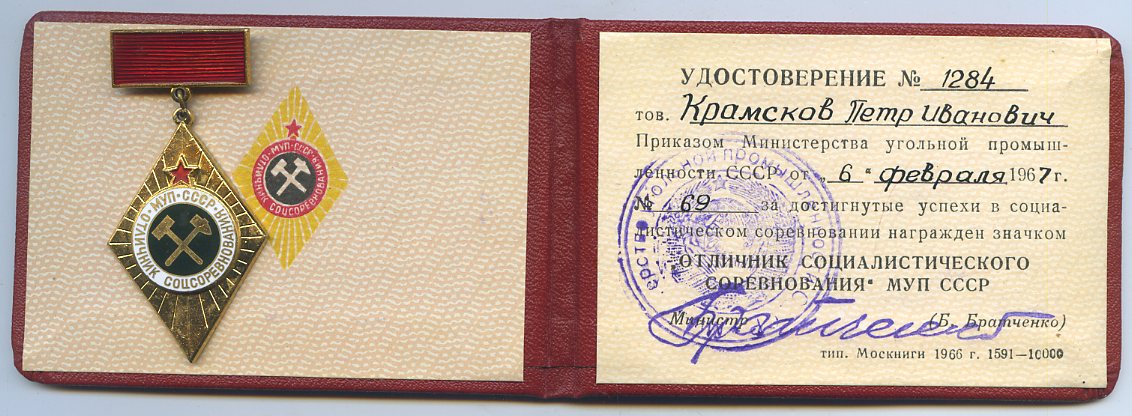 МУП-СССР
ОТЛИЧНИК СОЦСОРЕВНОВАНИЯ
МУП-СССР
ОТЛИЧНИК СОЦСОРЕВНОВАНИЯ
УДОСТОВЕРЕНИЕ № 1284
тов. Крамсков Петр Иванович
Приказом Министерства угольной промыш-
ленности СССР от „6" февраля 1967 г.
№ 69 за достигнутые успехи в социа-
листическом соревновании награжден значком
"ОТЛИЧНИК СОЦИАЛИСТИЧЕСКОГО
СОРЕВНОВАНИЯ" МУП СССР
Министр (Б. Братченко)
тип. Москниги 1966 г. 1591—10000